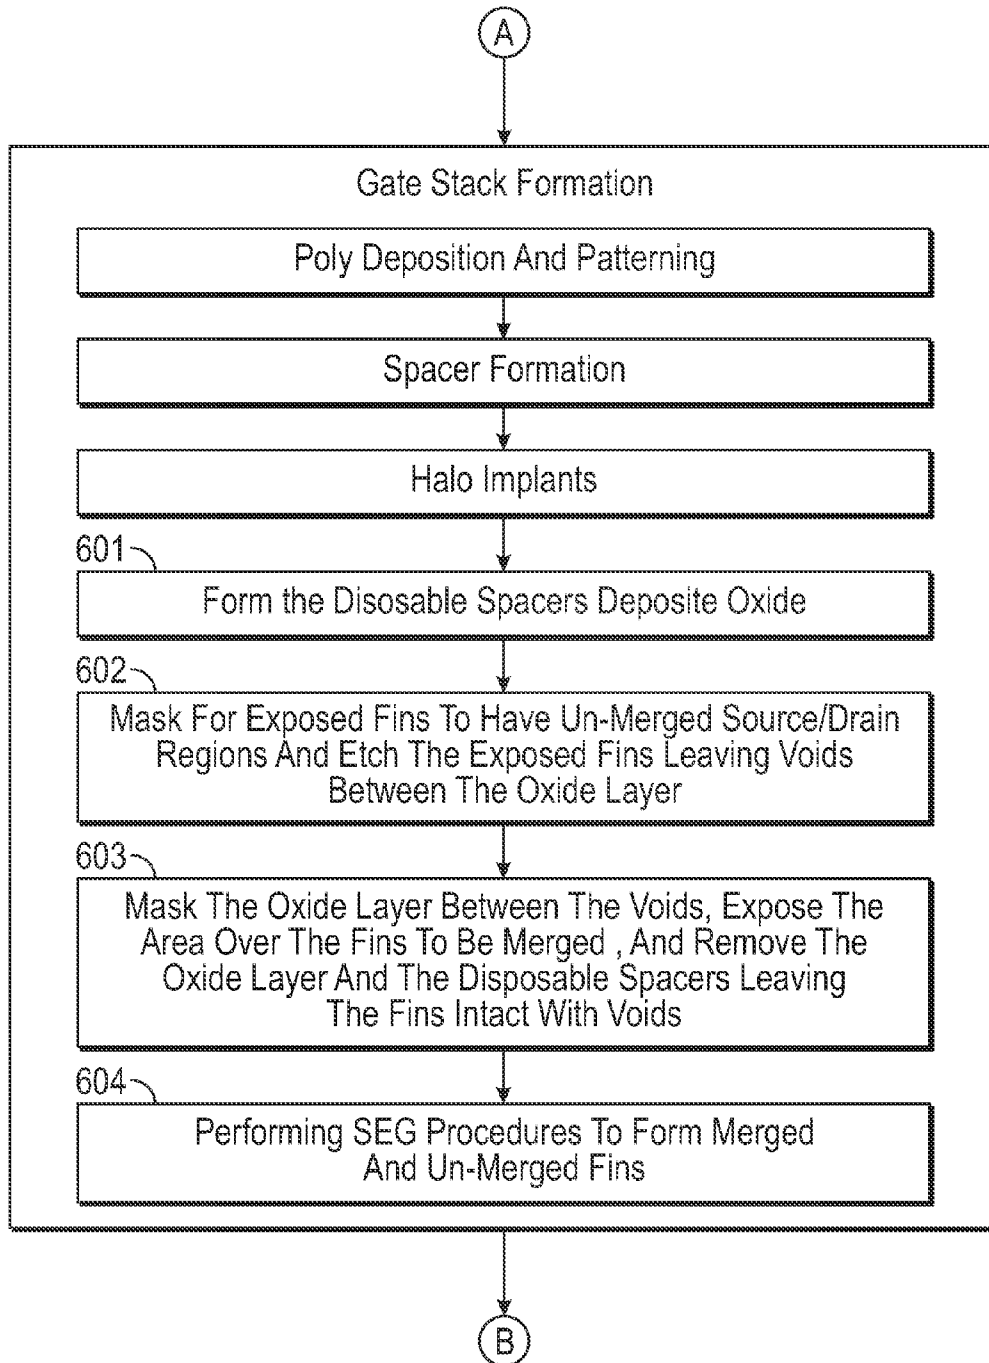 A
Gate Stack Formation
Poly Deposition And Patterning
Spacer Formation
Halo Implants
601
Form the Disosable Spacers Deposite Oxide
602
Mask For Exposed Fins To Have Un-Merged Source/Drain
Regions And Etch The Exposed Fins Leaving Voids
Between The Oxide Layer
603
Mask The Oxide Layer Between The Voids, Expose The
Area Over The Fins To Be Merged , And Remove The
Oxide Layer And The Disposable Spacers Leaving
The Fins Intact With Voids
604
Performing SEG Procedures To Form Merged
And Un-Merged Fins
B